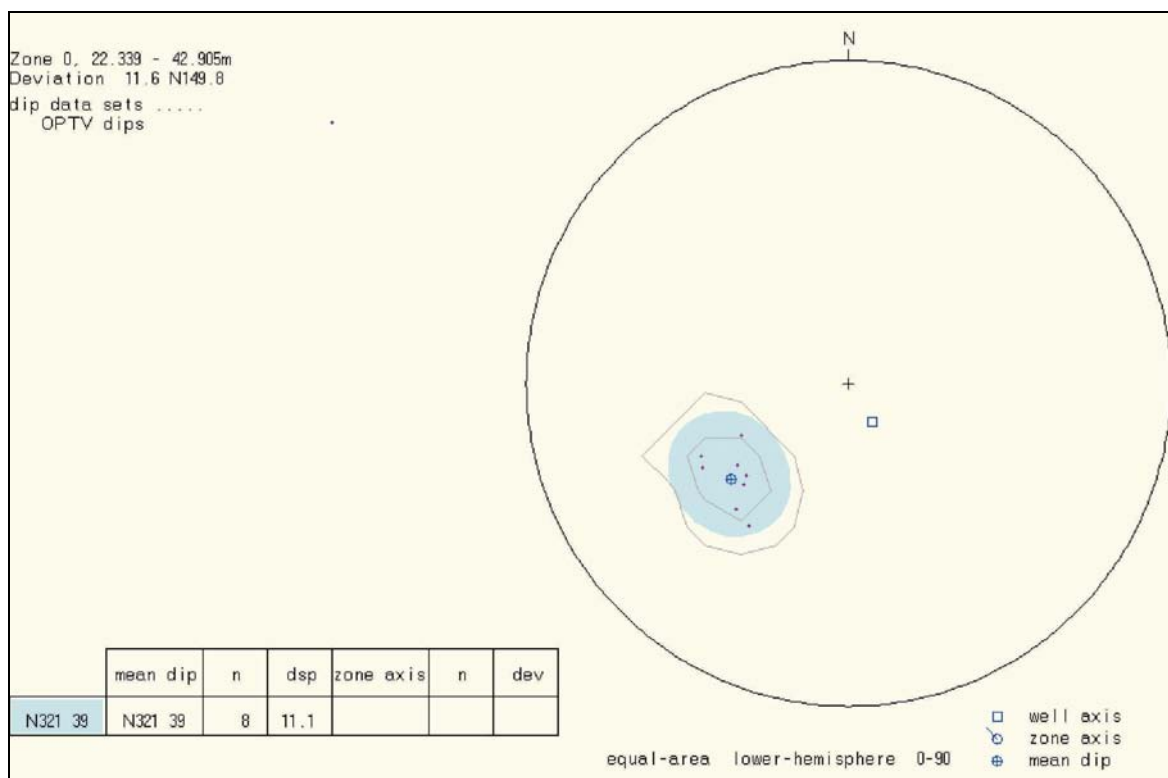 Zone 0, 22.339 - 42.905m
Deviation 11.6 N149.8
dip data sets .....
OPTV dips
N
mean dip n dsp zone axis n dev
N321 39 N321 39 8 11.1
well axis
zone axis
mean dip
equal-area lower-hemisphere 0-90